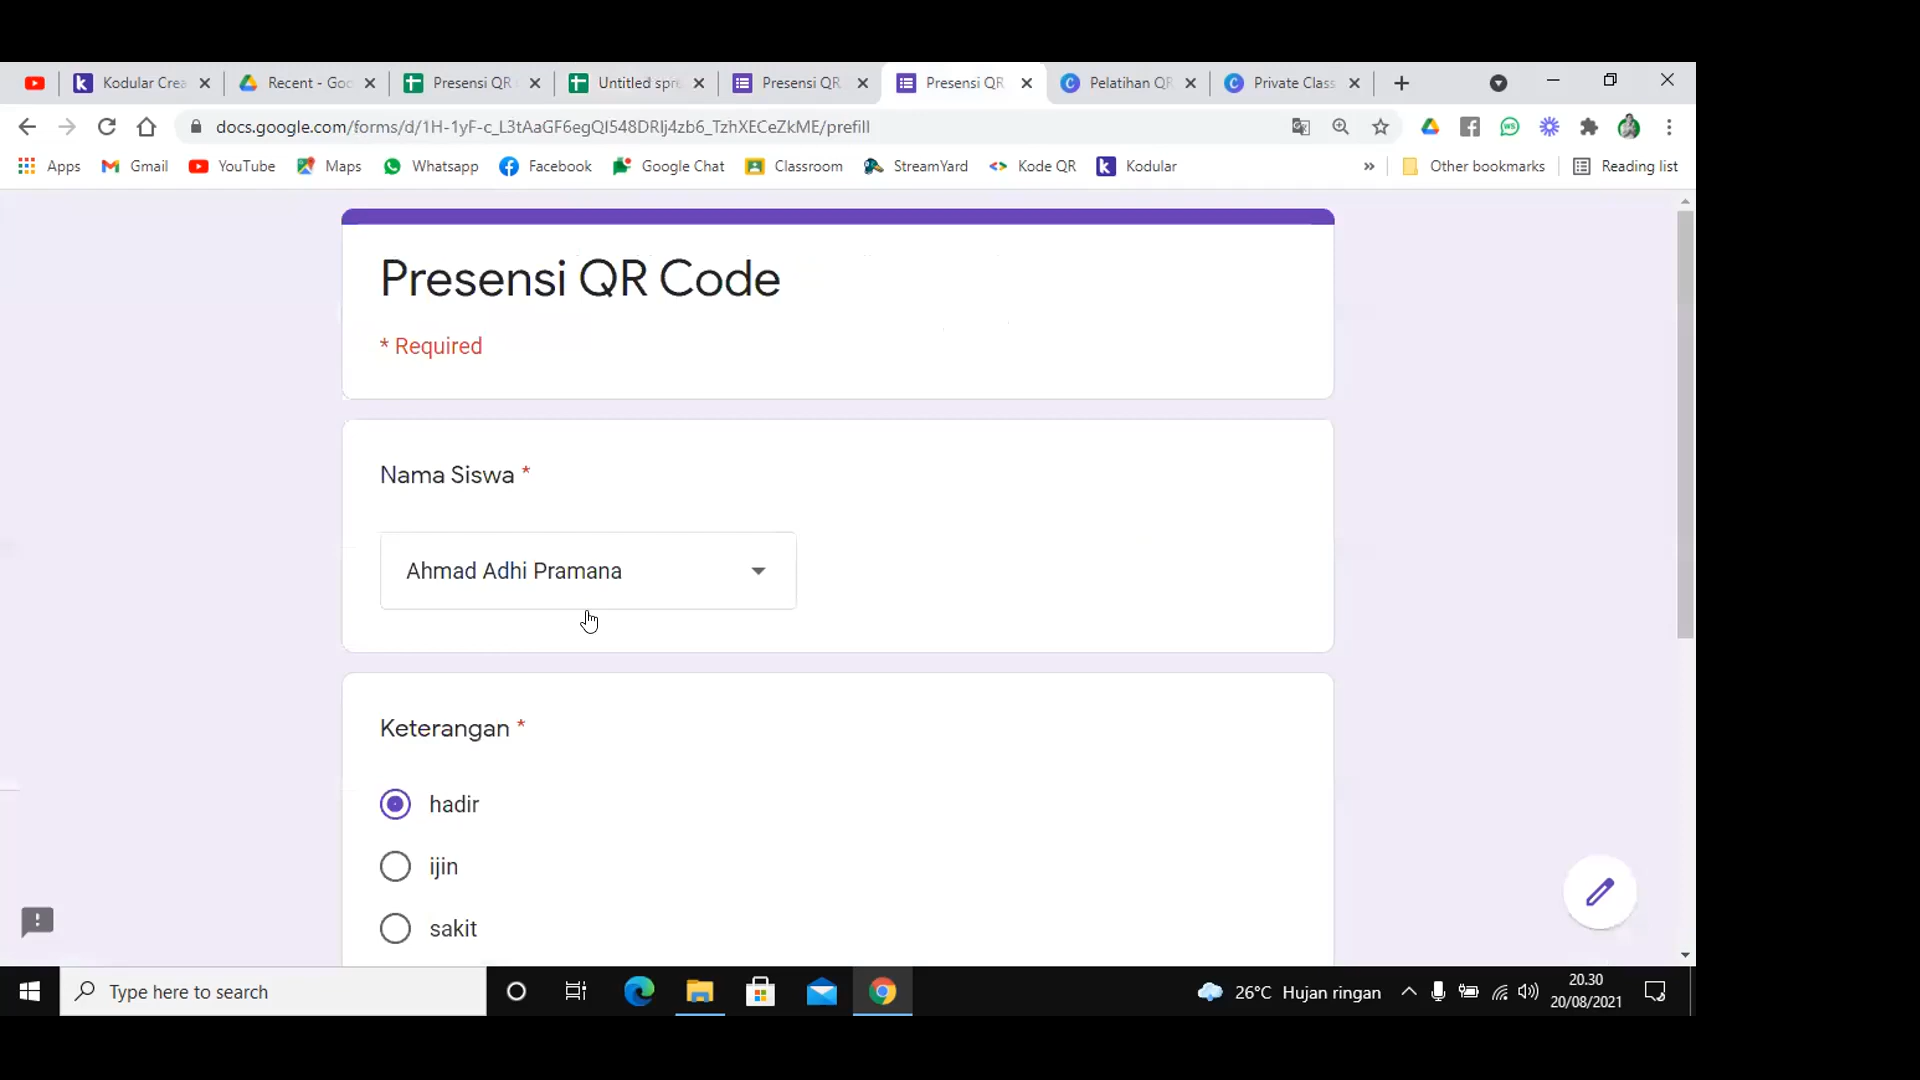 Kodular Crea
Recent - Goo
Presensi QR
Untitled spre
Presensi QR
Presensi QR
Pelatihan QR
Private Class
docs.google.com/forms/d/1H-1yF-c_L3tAaGF6egQI548DRIj4zb6_TzhXECeZkME/prefill
Apps
Gmail
YouTube
Maps
Whatsapp
Facebook
Google Chat
Classroom
StreamYard
Kode QR
Kodular
Other bookmarks
Reading list
Presensi QR Code
* Required
Nama Siswa *
Ahmad Adhi Pramana
Keterangan *
hadir
ijin
sakit
Type here to search
26°C Hujan ringan
20.30
20/08/2021